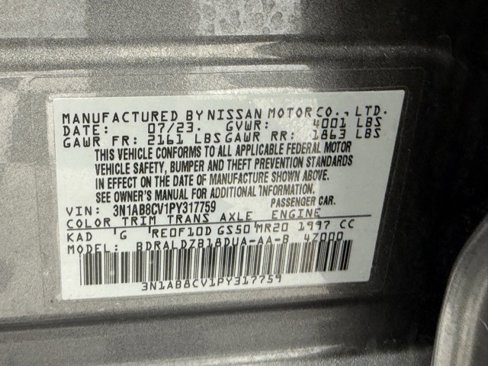 MANUFACTURED BY NISSAN MOTOR CO., LTD.
DATE: 07/23. GVWR: 4001 LBS
GAWR FR: 2161 LBS GAWR RR: 1863 LBS
THIS VEHICLE CONFORMS TO ALL APPLICABLE FEDERAL MOTOR
VEHICLE SAFETY, BUMPER AND THEFT PREVENTION STANDARDS
IN EFFECT ON THE DATE OF MANUFACTURE SHOWN ABOVE.
SEE OWNER'S MANUAL FOR ADDITIONAL INFORMATION.
VIN: 3N1AB8CV1PY317759 PASSENGER CAR.
COLOR TRIM TRANS AXLE ENGINE
KAD G RE0F10D GS50 MR20 1997 CC
MODEL: BDRALDZB18DUA-AA-B 4Z000
3N1AB8CV1PY317759